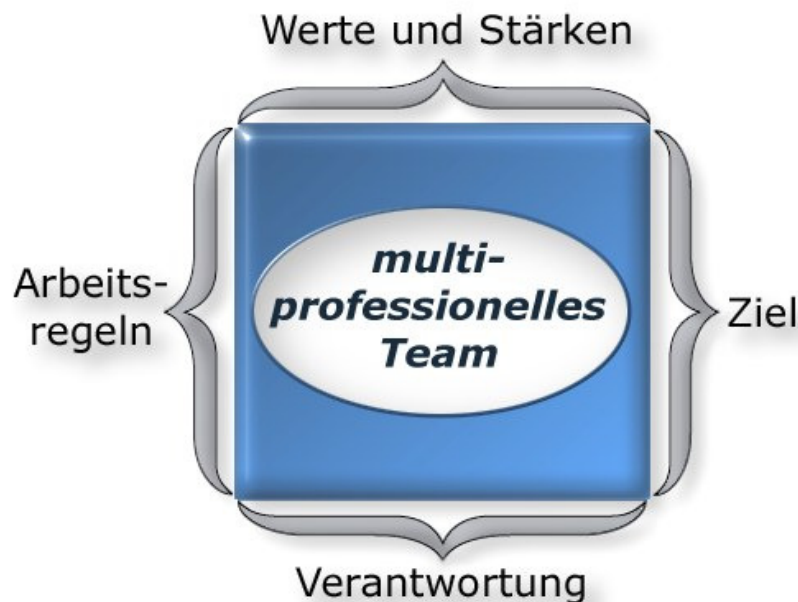 Werte und Stärken
Arbeits-
regeln
multi-
professionelles
Team
Ziel
Verantwortung